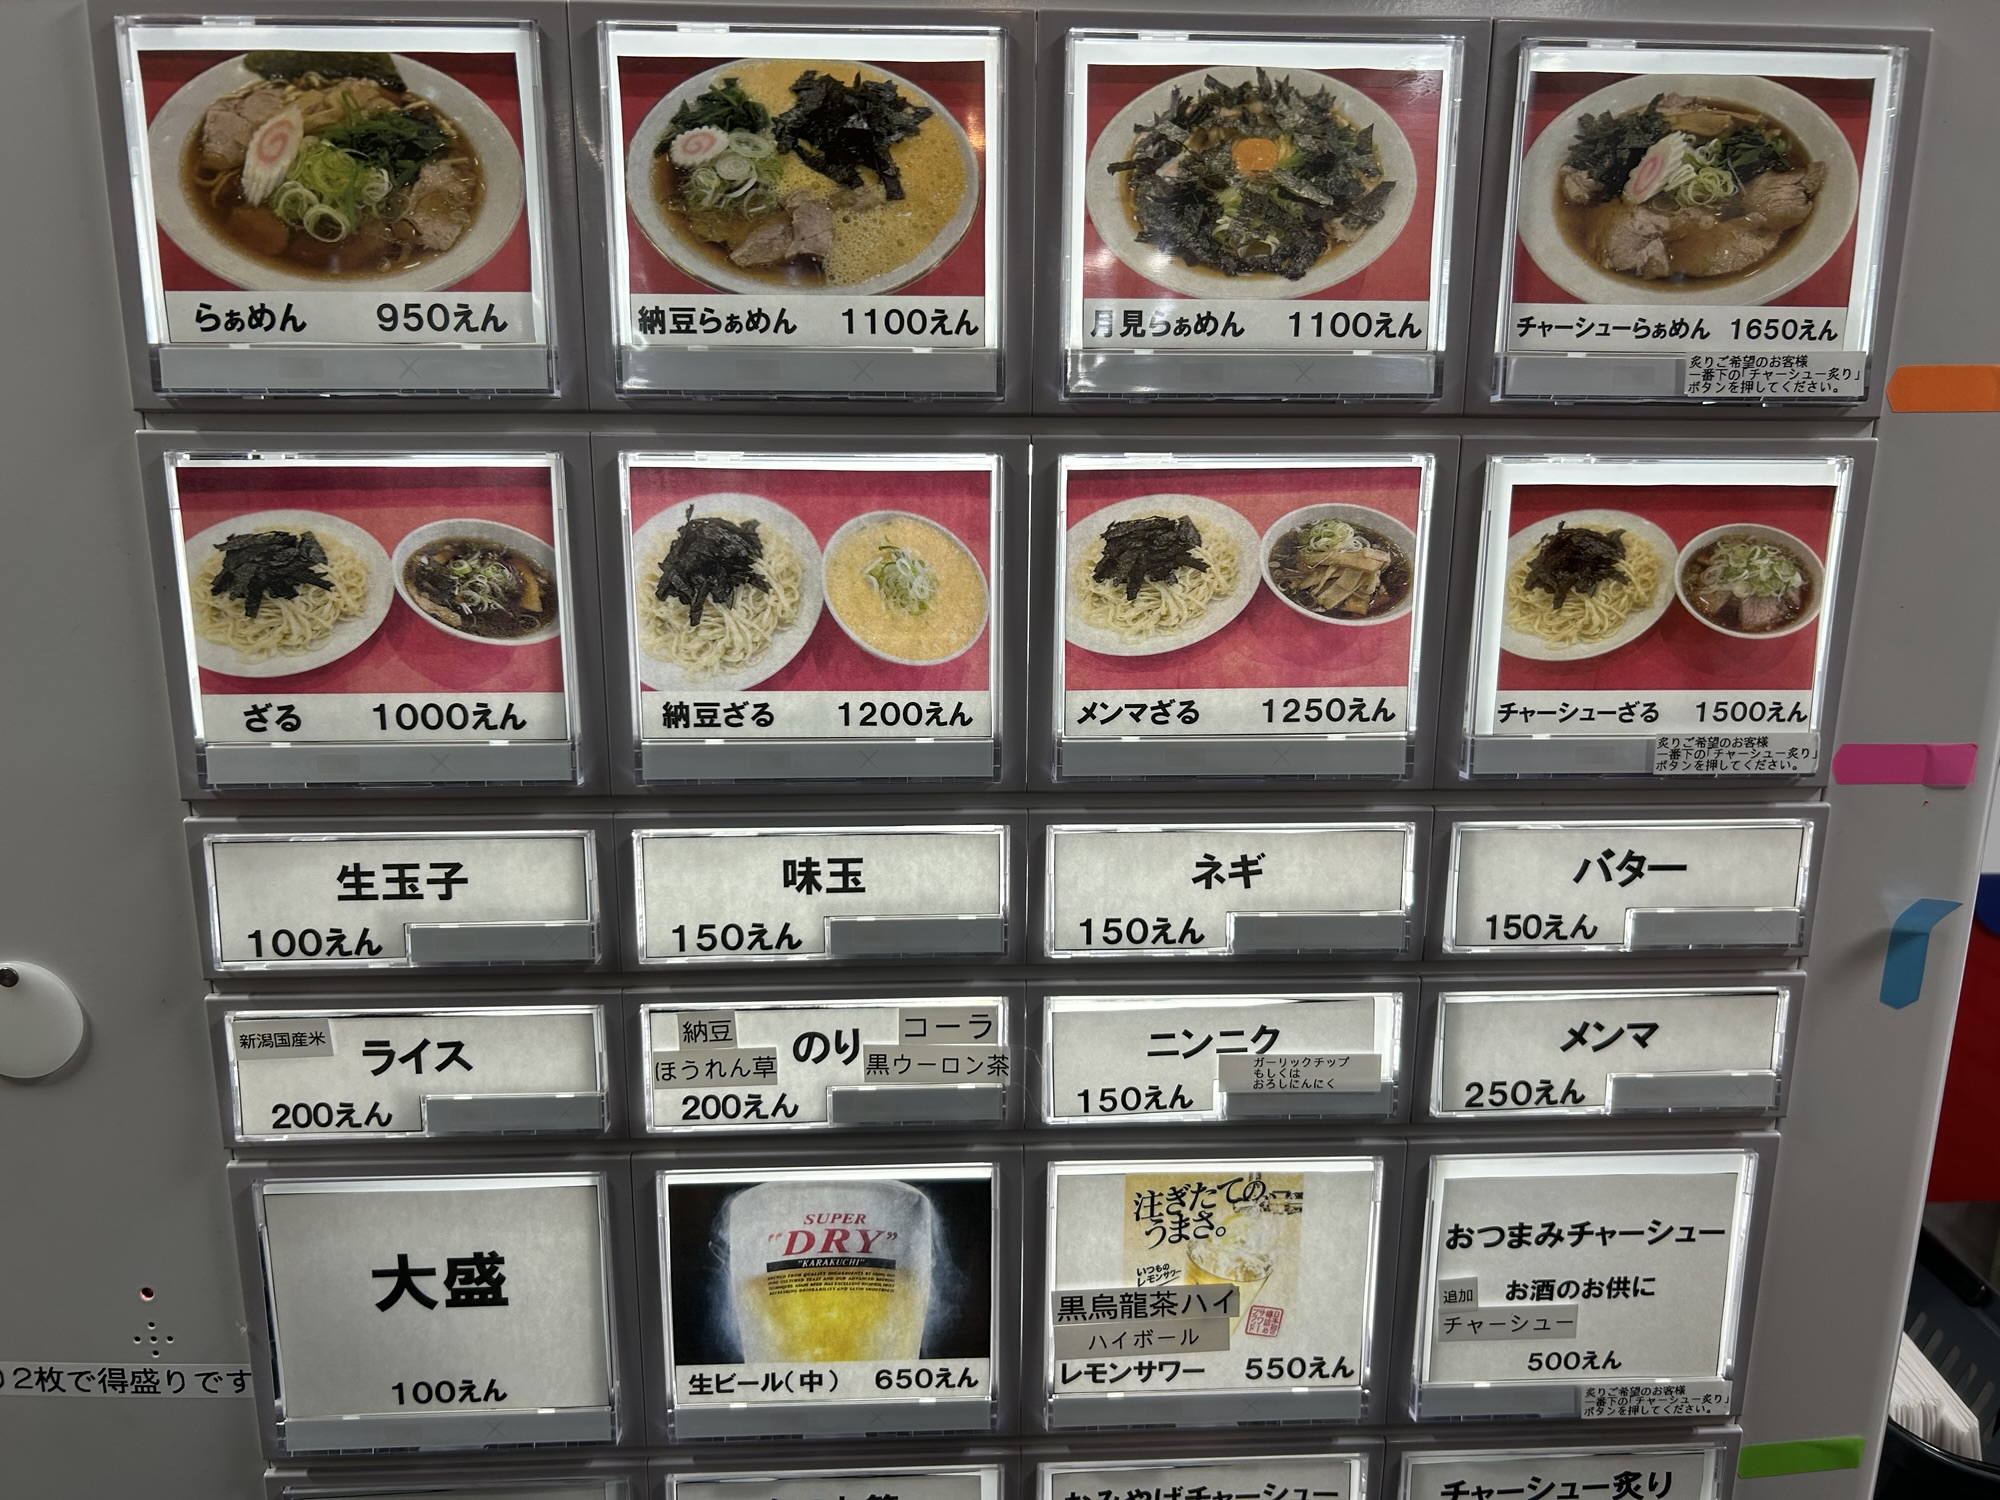 らぁめん 950えん
納豆らぁめん 1100えん
月見らぁめん 1100えん
チャーシューらぁめん 1650えん
炙りご希望のお客様
一番下の「チャーシュー炙り」
ボタンを押してください。
ざる 1000えん
納豆ざる 1200えん
メンマざる 1250えん
チャーシューざる 1500えん
炙りご希望のお客様
一番下の「チャーシュー炙り」
ボタンを押してください。
生玉子
100えん
味玉
150えん
ネギ
150えん
バター
150えん
新潟国産米
ライス
200えん
納豆
ほうれん草
のり
コーラ
黒ウーロン茶
200えん
ニンニク
ガーリックチップ
もしくは
おろしにんにく
150えん
メンマ
250えん
2枚で得盛りです
大盛
100えん
SUPER
"DRY"
"KARAKUCHI"
生ビール(中) 650えん
注ぎたての、
うまさ。
いつもの
レモンサワー
黒烏龍茶ハイ
ハイボール
レモンサワー 550えん
おつまみチャーシュー
お酒のお供に
追加
チャーシュー
500えん
炙りご希望のお客様
一番下の「チャーシュー炙り」
ボタンを押してください。
おみやげチャーシュー
チャーシュー炙り